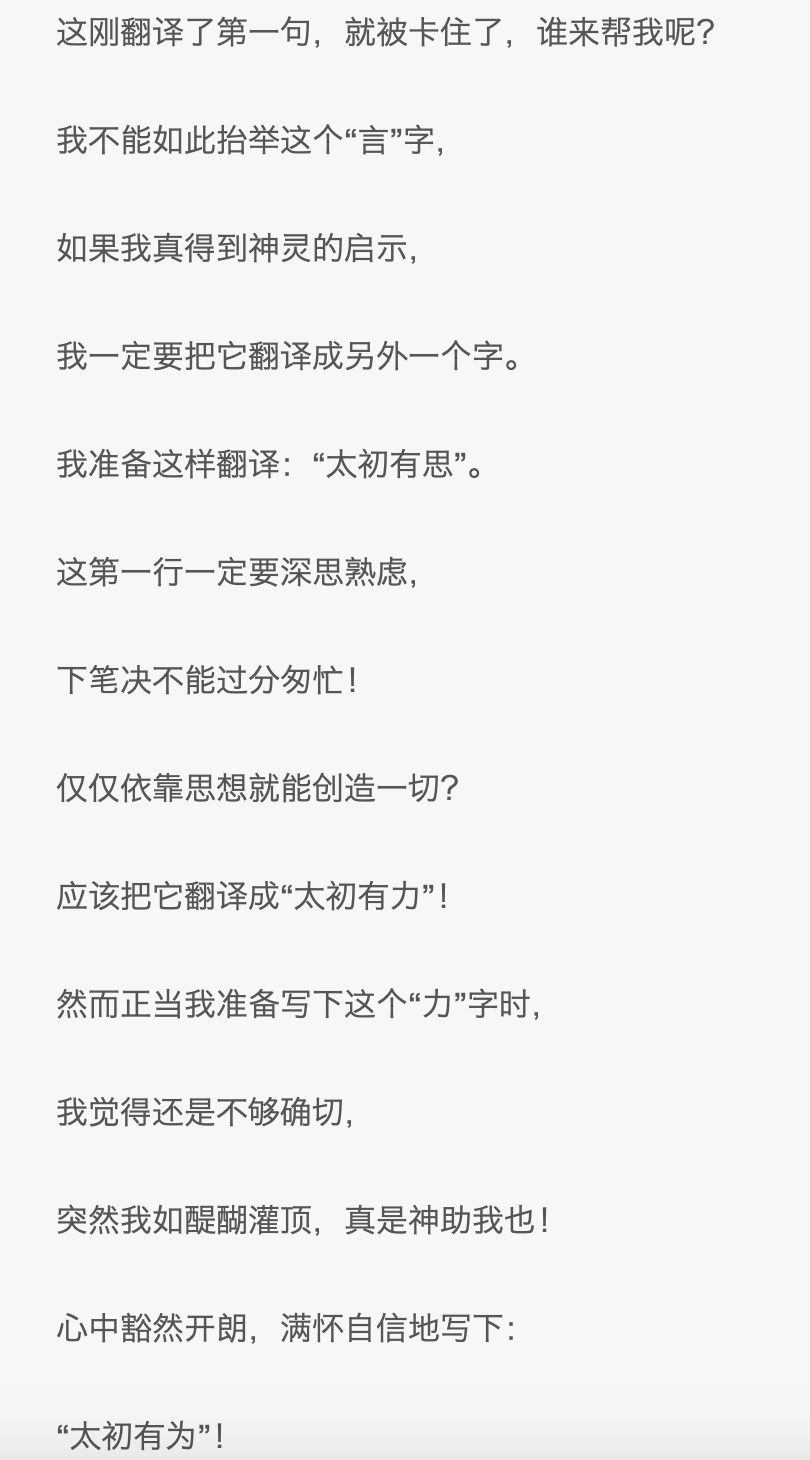 这刚翻译了第一句，就被卡住了，谁来帮我呢？
我不能如此抬举这个“言”字，
如果我真得到神灵的启示，
我一定要把它翻译成另外一个字。
我准备这样翻译：“太初有思”。
这第一行一定要深思熟虑，
下笔决不能过分匆忙！
仅仅依靠思想就能创造一切？
应该把它翻译成“太初有力”！
然而正当我准备写下这个“力”字时，
我觉得还是不够确切，
突然我如醍醐灌顶，真是神助我也！
心中豁然开朗，满怀自信地写下：
“太初有为”！